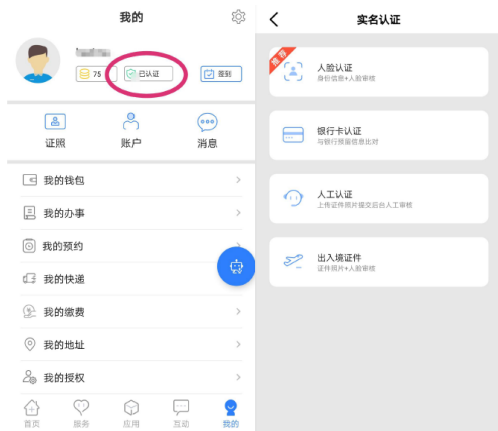 我的
75
已认证
签到
证照
账户
消息
我的钱包
我的办事
我的预约
我的快递
我的缴费
我的地址
我的授权
首页
服务
应用
互动
我的
实名认证
推荐
人脸认证
身份信息+人脸审核
银行卡认证
与银行预留信息比对
人工认证
上传证件照片提交后台人工审核
出入境证件
证件照片+人脸审核